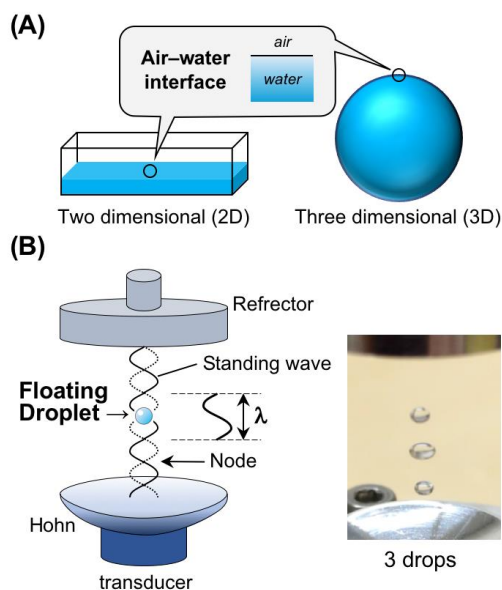 (A)
Air–water
interface
air
water
Two dimensional (2D)
Three dimensional (3D)
(B)
Refrector
Standing wave
Floating
Droplet
λ
Node
Hohn
transducer
3 drops